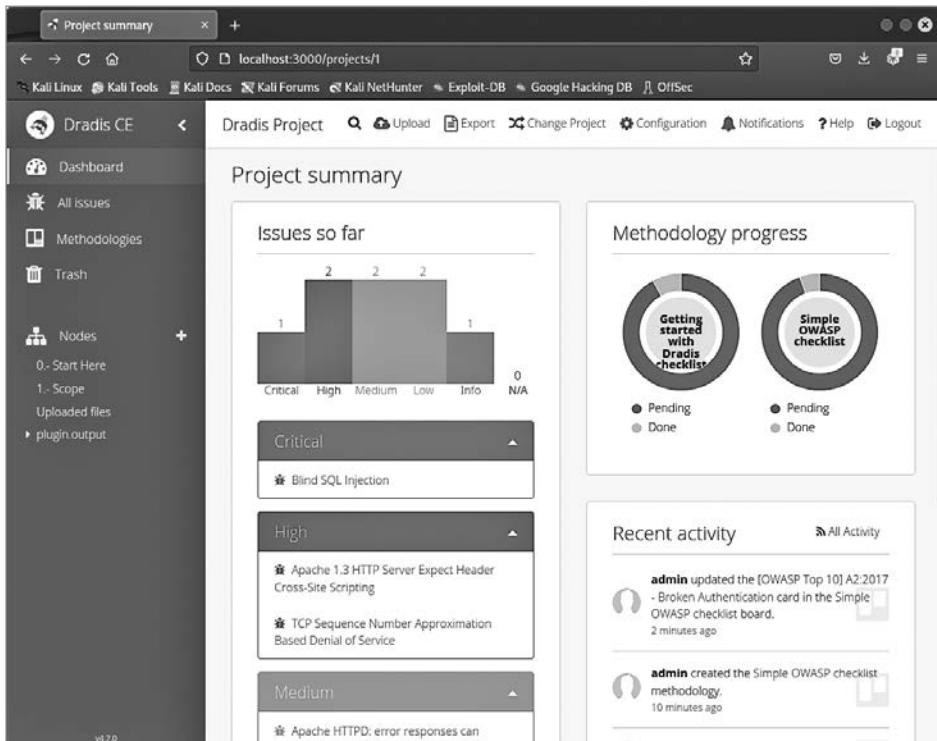 Project summary
localhost:3000/projects/1
Kali Linux Kali Tools Kali Docs Kali Forums Kali NetHunter Exploit-DB Google Hacking DB OffSec
Dradis CE
Dashboard
All issues
Methodologies
Trash
Nodes
0.- Start Here
1.- Scope
Uploaded files
plugin.output
v4.7.0
Dradis Project Upload Export Change Project Configuration Notifications ? Help Logout
Project summary
Issues so far
1 2 2 2 1 0
Critical High Medium Low Info N/A
Critical
Blind SQL Injection
High
Apache 1.3 HTTP Server Expect Header
Cross-Site Scripting
TCP Sequence Number Approximation
Based Denial of Service
Medium
Apache HTTPD: error responses can
Methodology progress
Getting
started
with
Dradis
checklist
Pending
Done
Simple
OWASP
checklist
Pending
Done
Recent activity
All Activity
admin updated the [OWASP Top 10] A2:2017
- Broken Authentication card in the Simple
OWASP checklist board.
2 minutes ago
admin created the Simple OWASP checklist
methodology.
10 minutes ago